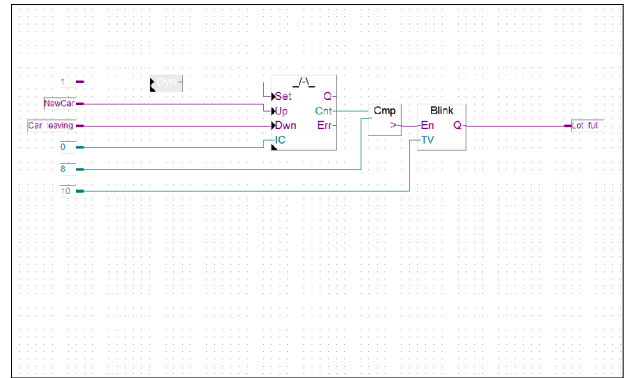 1
Dyn
_/-\_
Set Q
NewCar
Up Cnt
Cmp
Blink
Car leaving
Dwn Err
>
En Q
Lot full
0
IC
TV
8
10